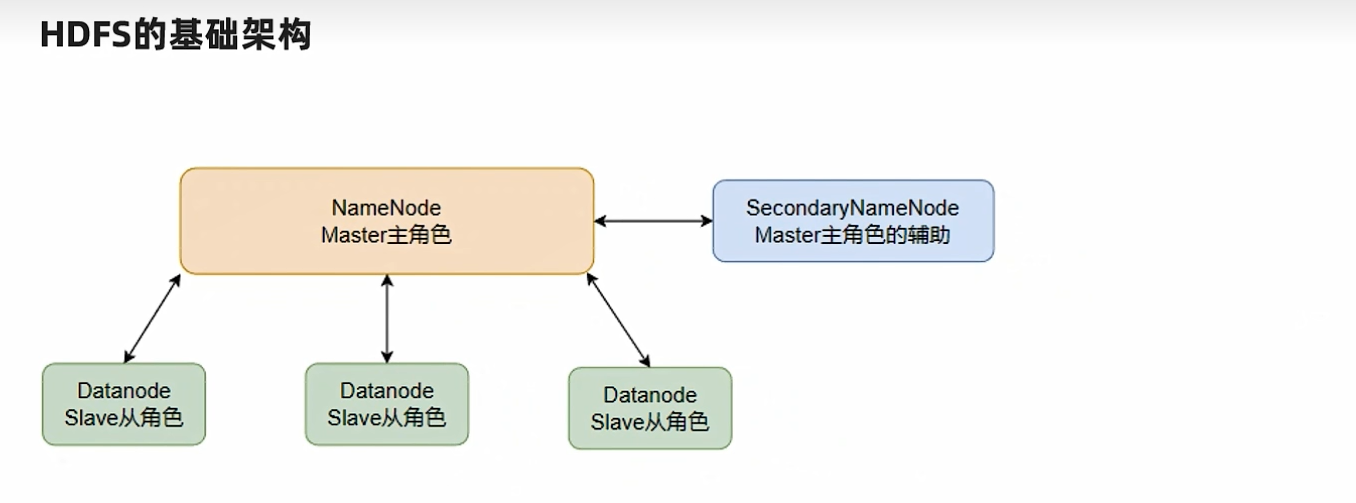 HDFS的基础架构
NameNode
Master主角色
SecondaryNameNode
Master主角色的辅助
Datanode
Slave从角色
Datanode
Slave从角色
Datanode
Slave从角色